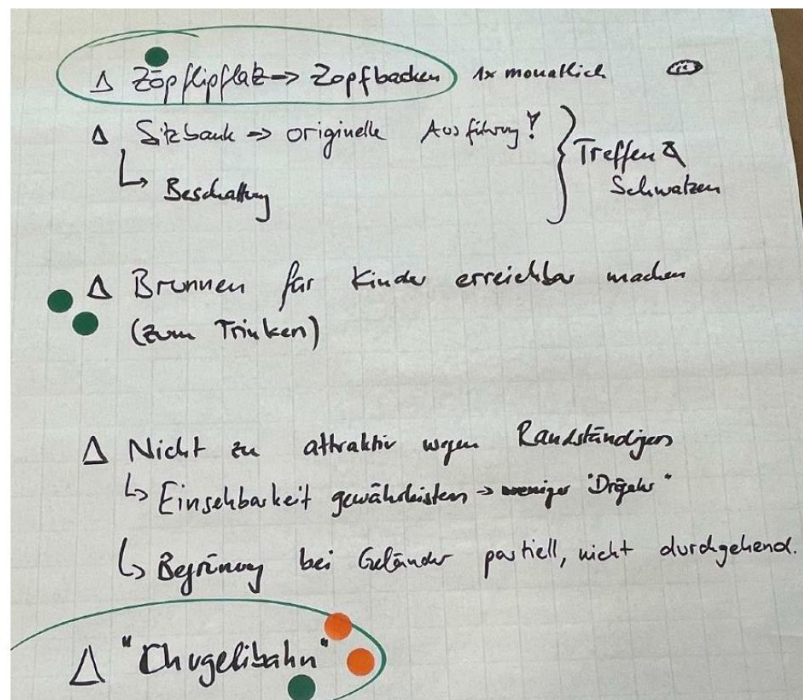 Δ Zöpfliplatz → Zopfbacken 1x monatlich
Δ Sitzbank → originelle Ausführung?
↳ Beschattung
} Treffen &
Schwatzen
Δ Brunnen für Kinder erreichbar machen
(zum Trinken)
Δ Nicht zu attraktiv wegen Randständigen
↳ Einsehbarkeit gewährleisten → weniger "Drögeler"
↳ Begrünung bei Geländer partiell, nicht durchgehend.
Δ "Chugelibahn"